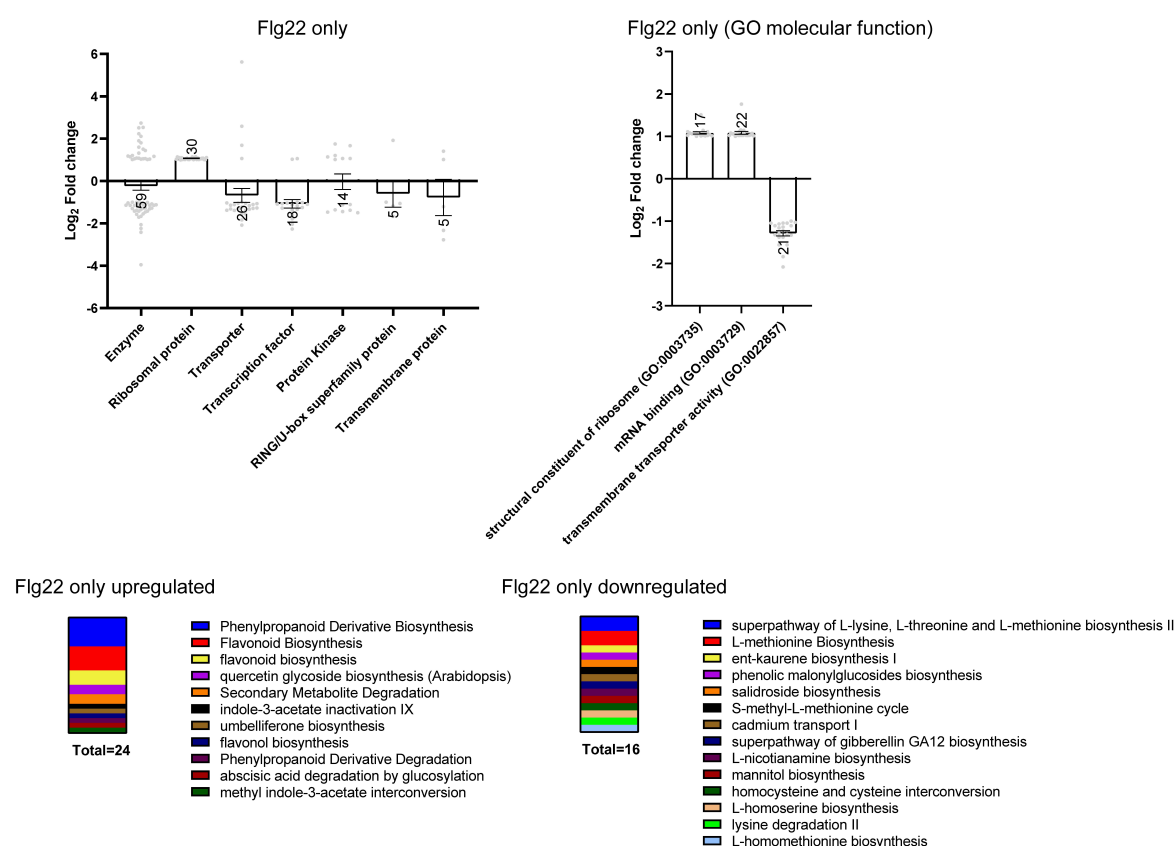 Flg22 only
Log2 Fold change
6
4
2
0
-2
-4
-6
59
30
26
18
14
5
5
Enzyme
Ribosomal protein
Transporter
Transcription factor
Protein Kinase
RING/U-box superfamily protein
Transmembrane protein
Flg22 only (GO molecular function)
Log2 Fold change
3
2
1
0
-1
-2
-3
17
22
21
structural constituent of ribosome (GO:0003735)
mRNA binding (GO:0003729)
transmembrane transporter activity (GO:0022857)
Flg22 only upregulated
Total=24
Phenylpropanoid Derivative Biosynthesis
Flavonoid Biosynthesis
flavonoid biosynthesis
quercetin glycoside biosynthesis (Arabidopsis)
Secondary Metabolite Degradation
indole-3-acetate inactivation IX
umbelliferone biosynthesis
flavonol biosynthesis
Phenylpropanoid Derivative Degradation
abscisic acid degradation by glucosylation
methyl indole-3-acetate interconversion
Flg22 only downregulated
Total=16
superpathway of L-lysine, L-threonine and L-methionine biosynthesis II
L-methionine Biosynthesis
ent-kaurene biosynthesis I
phenolic malonylglucosides biosynthesis
salidroside biosynthesis
S-methyl-L-methionine cycle
cadmium transport I
superpathway of gibberellin GA12 biosynthesis
L-nicotianamine biosynthesis
mannitol biosynthesis
homocysteine and cysteine interconversion
L-homoserine biosynthesis
lysine degradation II
L-homomethionine biosynthesis